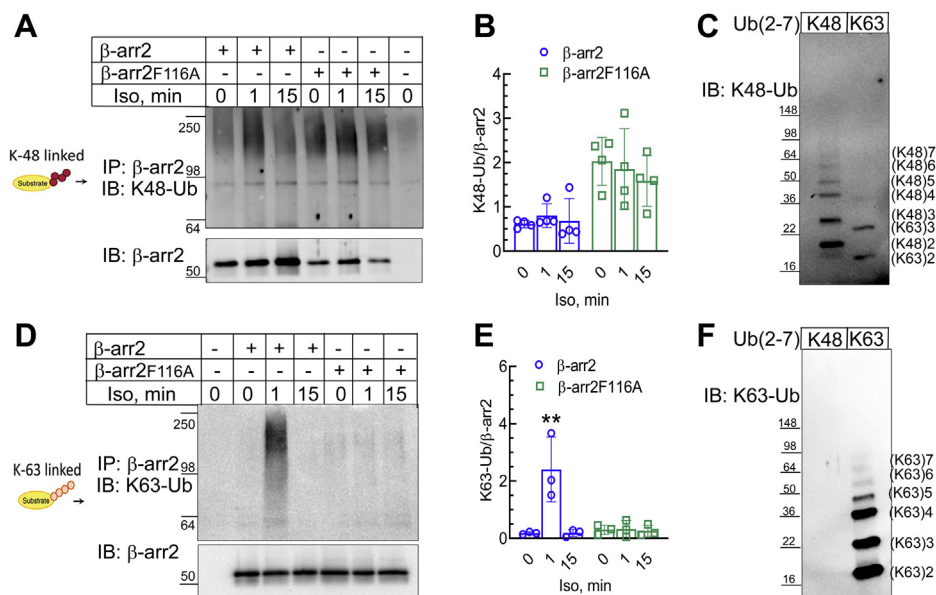 A
β-arr2 + + + - - - -
β-arr2F116A - - - + + + -
Iso, min 0 1 15 0 1 15 0
K-48 linked
Substrate
IP: β-arr2
IB: K48-Ub
250
98
64
IB: β-arr2
50
B
β-arr2
β-arr2F116A
K48-Ub/β-arr2
4
3
2
1
0
0 1 15 0 1 15
Iso, min
C
Ub(2-7) K48 K63
IB: K48-Ub
148
98
64
50
36
22
16
(K48)7
(K48)6
(K48)5
(K48)4
(K48)3
(K63)3
(K48)2
(K63)2
D
β-arr2 - + + + - - -
β-arr2F116A - - - - + + +
Iso, min 0 0 1 15 0 1 15
K-63 linked
Substrate
IP: β-arr2
IB: K63-Ub
250
98
64
IB: β-arr2
50
E
β-arr2
β-arr2F116A
K63-Ub/β-arr2
6
4
2
0
**
0 1 15 0 1 15
Iso, min
F
Ub(2-7) K48 K63
IB: K63-Ub
148
98
64
50
36
22
16
(K63)7
(K63)6
(K63)5
(K63)4
(K63)3
(K63)2